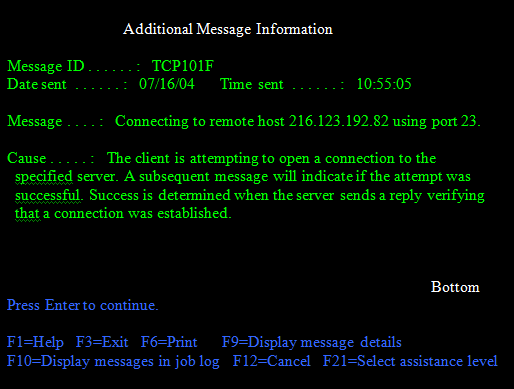 Additional Message Information
Message ID . . . . . . : TCP101F
Date sent . . . . . . : 07/16/04 Time sent . . . . . . : 10:55:05
Message . . . . : Connecting to remote host 216.123.192.82 using port 23.
Cause . . . . . : The client is attempting to open a connection to the
specified server. A subsequent message will indicate if the attempt was
successful. Success is determined when the server sends a reply verifying
that a connection was established.
Bottom
Press Enter to continue.
F1=Help F3=Exit F6=Print F9=Display message details
F10=Display messages in job log F12=Cancel F21=Select assistance level